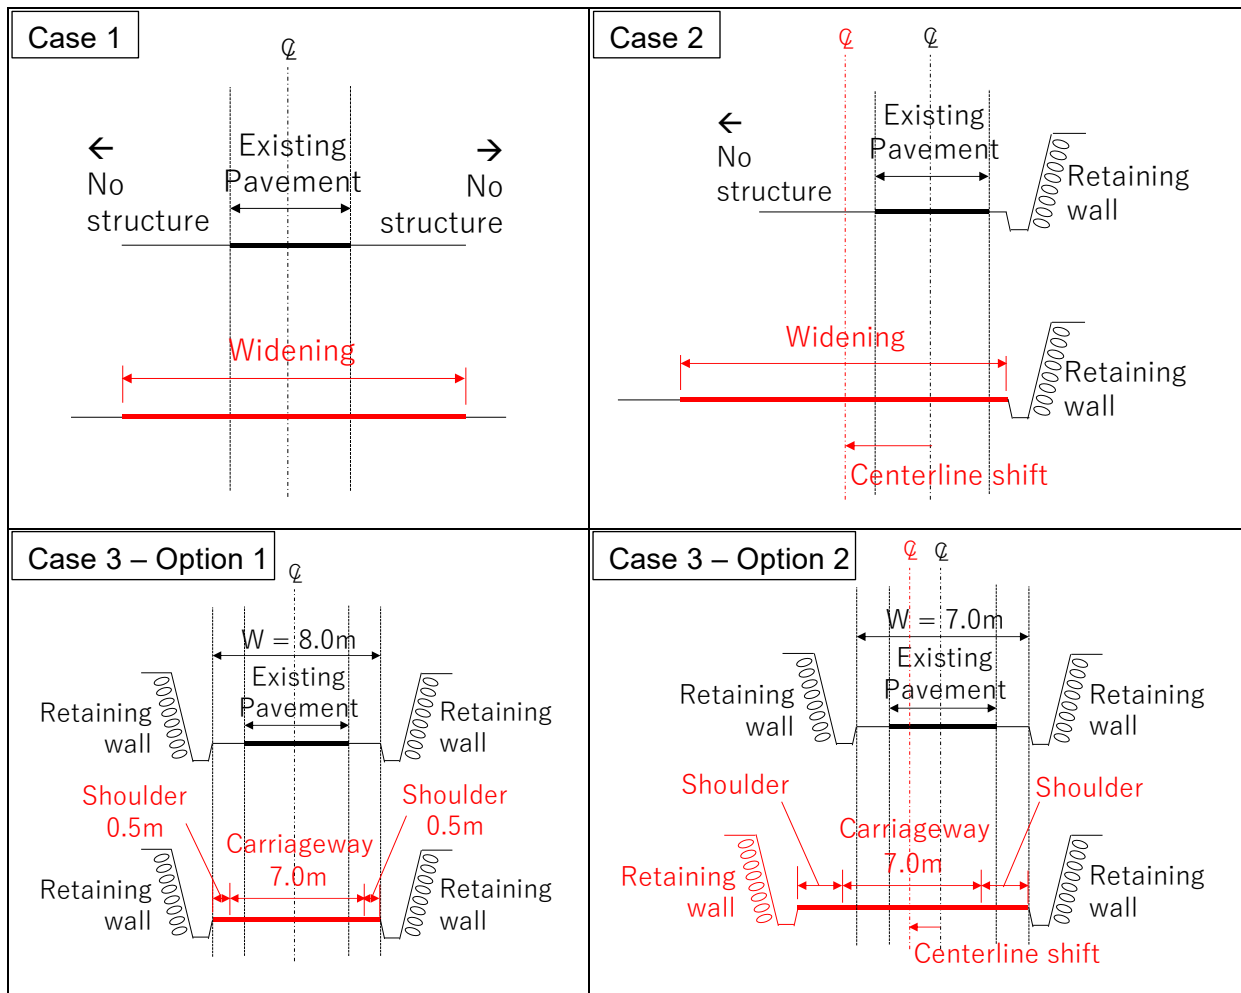 Case 1
℄
←
No
structure
Existing
Pavement
→
No
structure
Widening
Case 2
℄
℄
←
No
structure
Existing
Pavement
Retaining
wall
Widening
Retaining
wall
Centerline shift
Case 3 – Option 1
℄
W = 8.0m
Existing
Pavement
Retaining
wall
Retaining
wall
Shoulder
0.5m
Shoulder
0.5m
Carriageway
7.0m
Retaining
wall
Retaining
wall
Case 3 – Option 2
℄
℄
W = 7.0m
Existing
Pavement
Retaining
wall
Retaining
wall
Shoulder
Shoulder
Carriageway
7.0m
Retaining
wall
Retaining
wall
Centerline shift